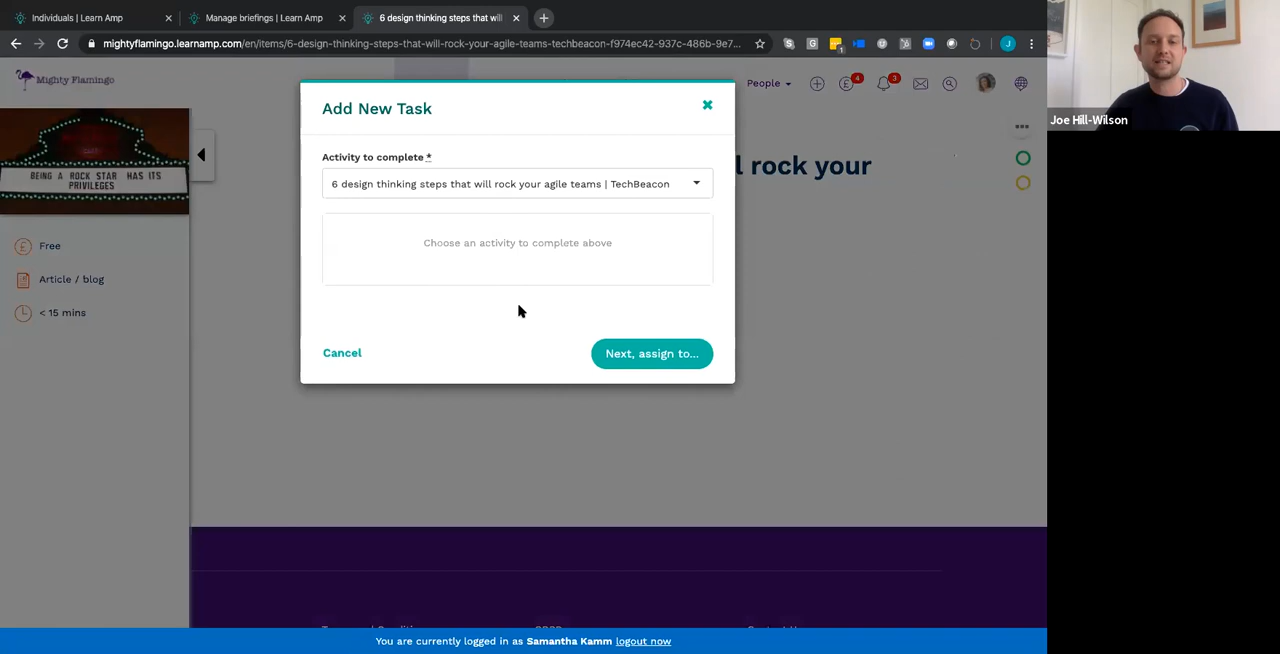 Individuals | Learn Amp
Manage briefings | Learn Amp
6 design thinking steps that will
mightyflamingo.learnamp.com/en/items/6-design-thinking-steps-that-will-rock-your-agile-teams-techbeacon-f974ec42-937c-486b-9e7...
Mighty Flamingo
People
4
3
Joe Hill-Wilson
Add New Task
Activity to complete *
6 design thinking steps that will rock your agile teams | TechBeacon
Choose an activity to complete above
Cancel
Next, assign to...
l rock your
BEING A ROCK STAR HAS ITS
PRIVILEGES
Free
Article / blog
< 15 mins
You are currently logged in as Samantha Kamm logout now